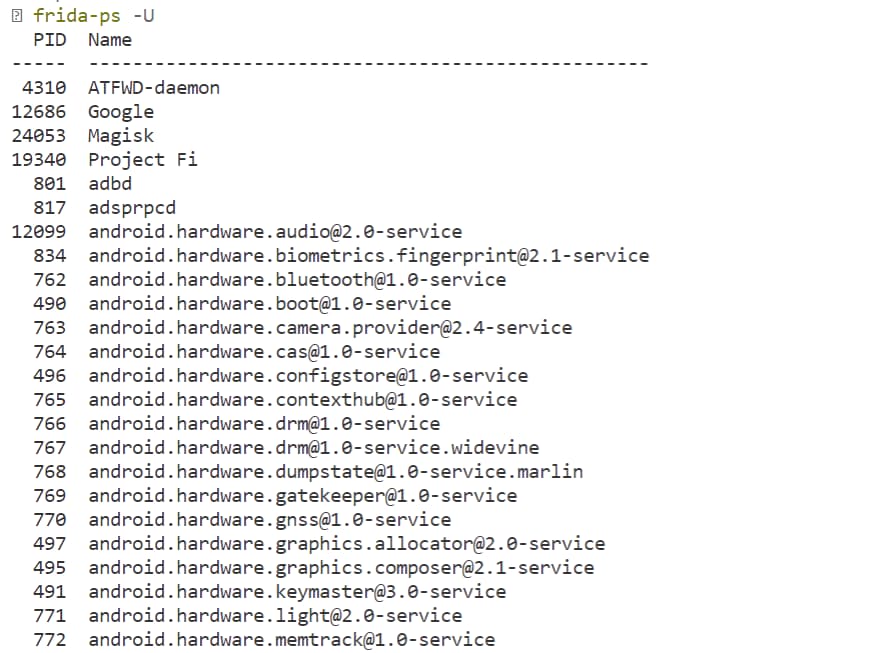 frida-ps -U
PID Name
----- --------------------------------------------------
4310 ATFWD-daemon
12686 Google
24053 Magisk
19340 Project Fi
801 adbd
817 adsprpcd
12099 android.hardware.audio@2.0-service
834 android.hardware.biometrics.fingerprint@2.1-service
762 android.hardware.bluetooth@1.0-service
490 android.hardware.boot@1.0-service
763 android.hardware.camera.provider@2.4-service
764 android.hardware.cas@1.0-service
496 android.hardware.configstore@1.0-service
765 android.hardware.contexthub@1.0-service
766 android.hardware.drm@1.0-service
767 android.hardware.drm@1.0-service.widevine
768 android.hardware.dumpstate@1.0-service.marlin
769 android.hardware.gatekeeper@1.0-service
770 android.hardware.gnss@1.0-service
497 android.hardware.graphics.allocator@2.0-service
495 android.hardware.graphics.composer@2.1-service
491 android.hardware.keymaster@3.0-service
771 android.hardware.light@2.0-service
772 android.hardware.memtrack@1.0-service